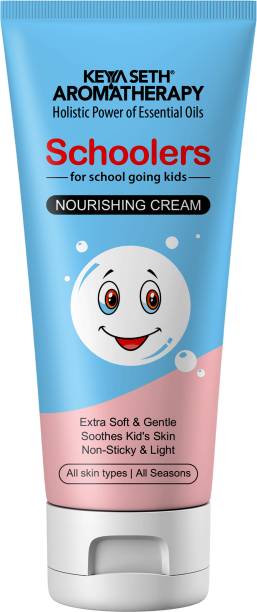 KEYA SETH®
AROMATHERAPY
Holistic Power of Essential Oils
Schoolers
for school going kids
NOURISHING CREAM
Extra Soft & Gentle
Soothes Kid's Skin
Non-Sticky & Light
All skin types | All Seasons